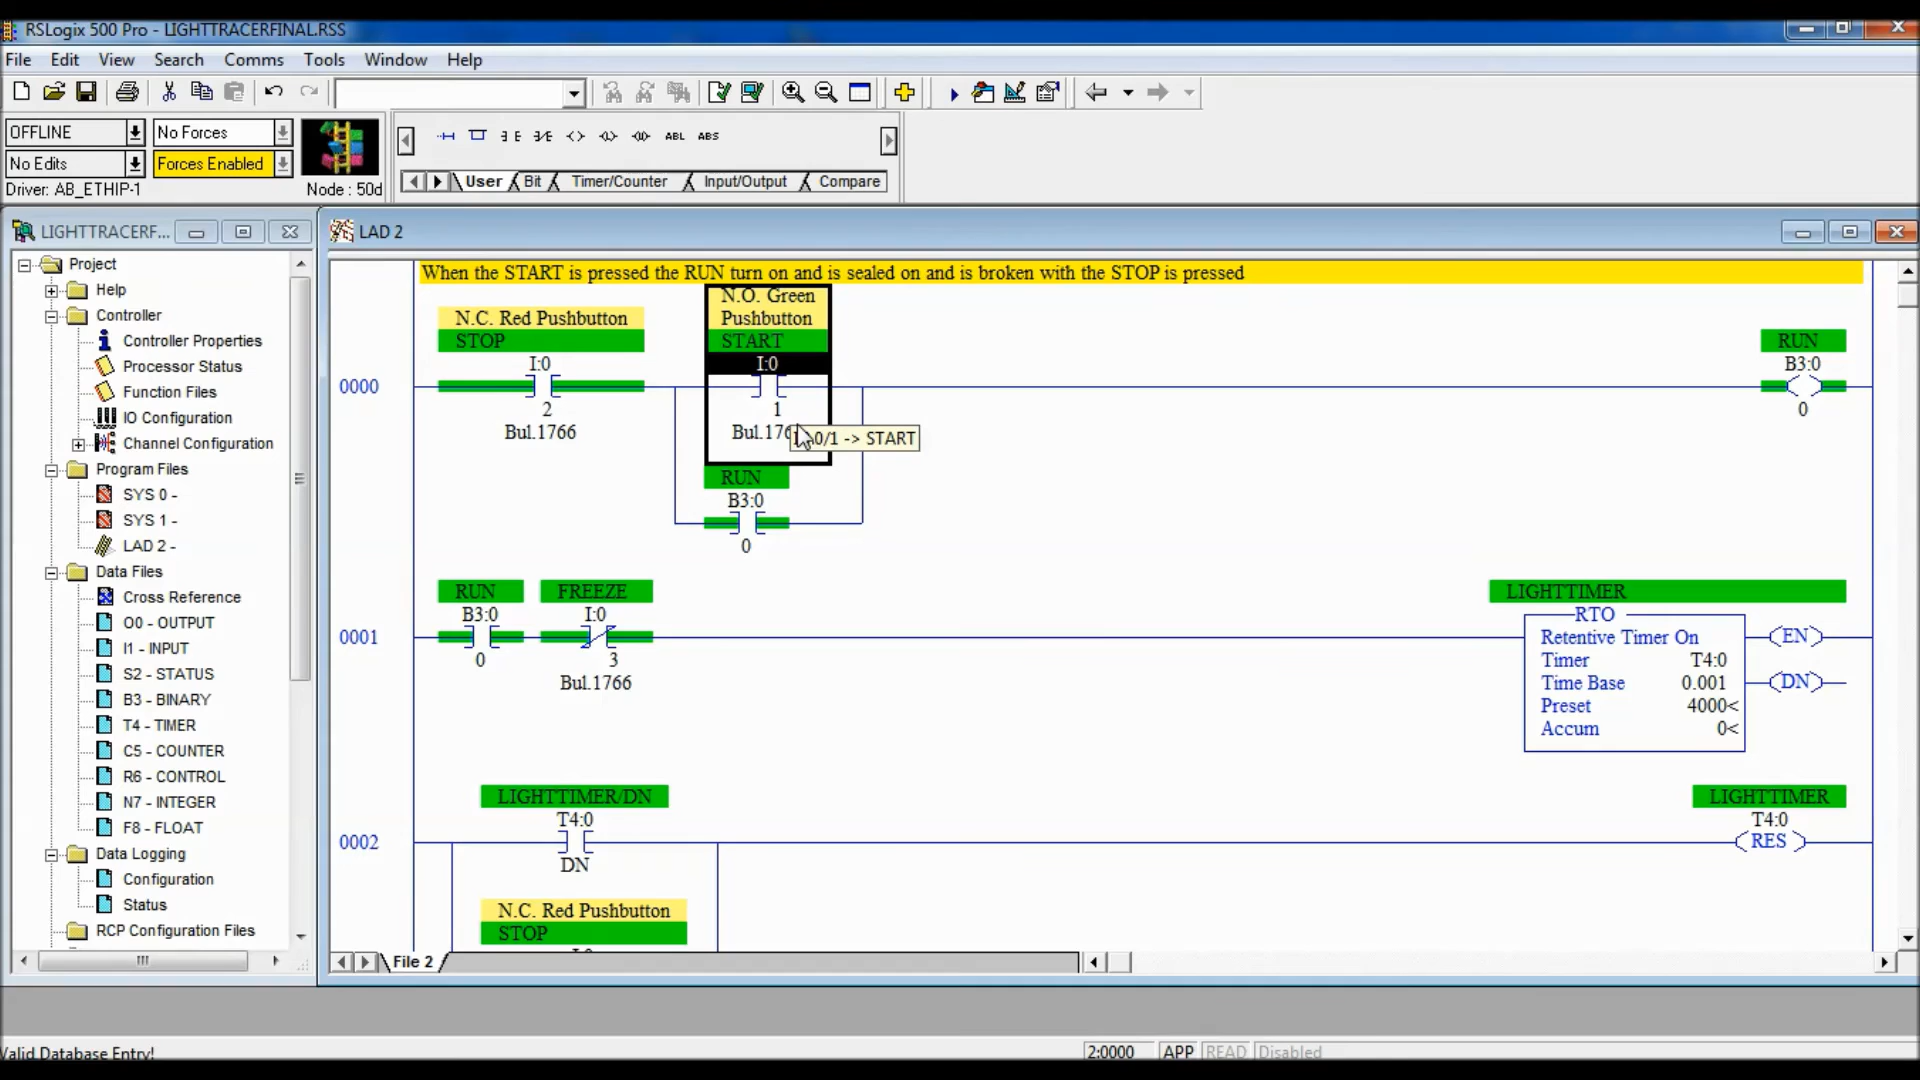 RSLogix 500 Pro - LIGHTTRACERFINAL.RSS
File Edit View Search Comms Tools Window Help
OFFLINE No Forces
No Edits Forces Enabled
Driver: AB_ETHIP-1 Node : 50d
ABL ABS
User Bit Timer/Counter Input/Output Compare
LIGHTTRACERF...
Project
Help
Controller
Controller Properties
Processor Status
Function Files
IO Configuration
Channel Configuration
Program Files
SYS 0 -
SYS 1 -
LAD 2 -
Data Files
Cross Reference
O0 - OUTPUT
I1 - INPUT
S2 - STATUS
B3 - BINARY
T4 - TIMER
C5 - COUNTER
R6 - CONTROL
N7 - INTEGER
F8 - FLOAT
Data Logging
Configuration
Status
RCP Configuration Files
LAD 2
When the START is pressed the RUN turn on and is sealed on and is broken with the STOP is pressed
0000
N.C. Red Pushbutton
STOP
I:0
2
Bul.1766
N.O. Green
Pushbutton
START
I:0
1
0/1 -> START
RUN
B3:0
0
RUN
B3:0
0
0001
RUN
B3:0
0
FREEZE
I:0
3
Bul.1766
LIGHTTIMER
RTO
Retentive Timer On
Timer T4:0
Time Base 0.001
Preset 4000<
Accum 0<
EN
DN
0002
LIGHTTIMER/DN
T4:0
DN
LIGHTTIMER
T4:0
RES
N.C. Red Pushbutton
STOP
File 2
Valid Database Entry!
2:0000 APP READ Disabled